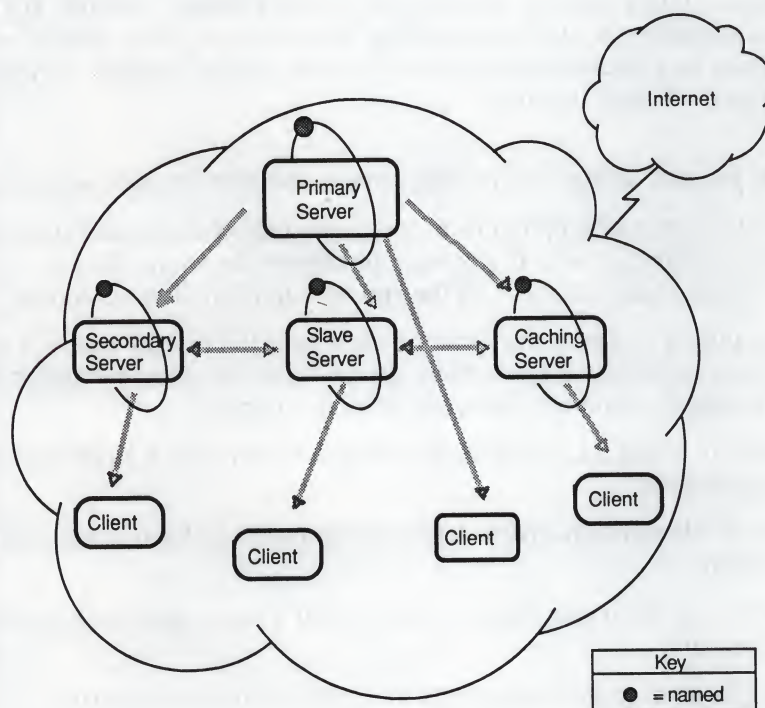 Internet
Primary
Server
Secondary
Server
Slave
Server
Caching
Server
Client
Client
Client
Client
Key
= named